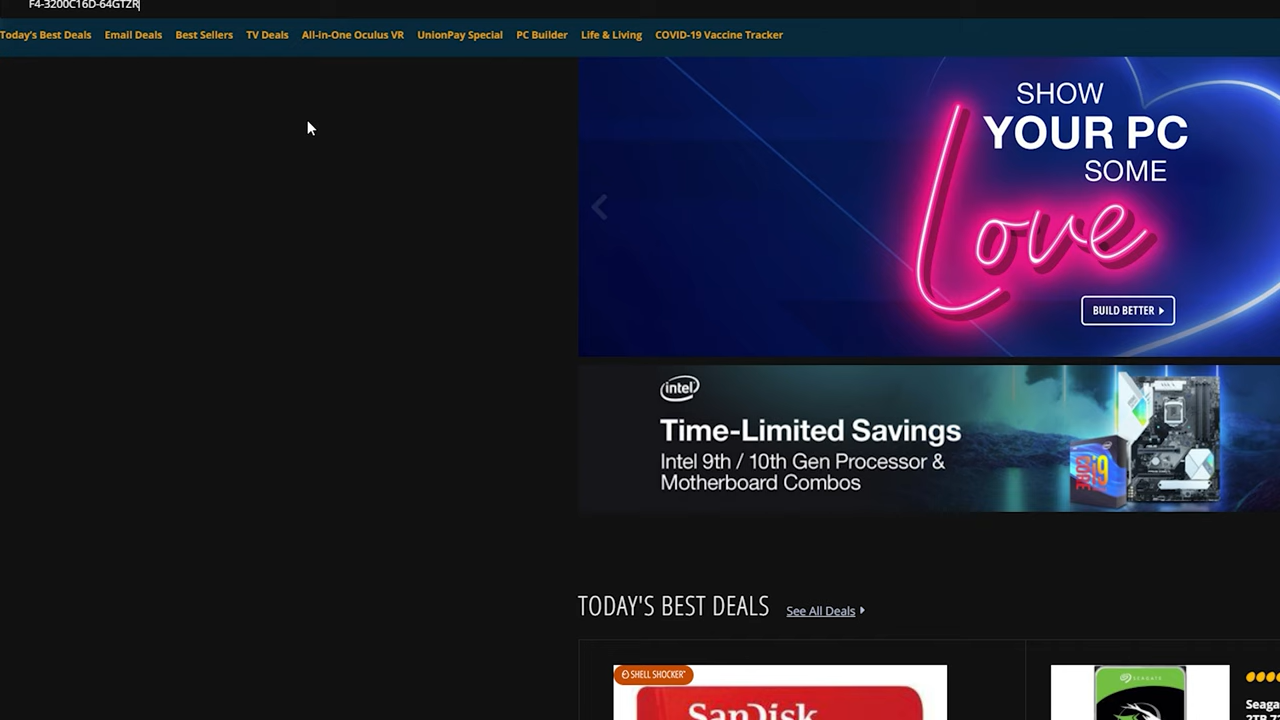 F4-3200C16D-64GTZR
Today's Best Deals Email Deals Best Sellers TV Deals All-in-One Oculus VR UnionPay Special PC Builder Life & Living COVID-19 Vaccine Tracker
SHOW
YOUR PC
SOME
Love
BUILD BETTER
intel
Time-Limited Savings
Intel 9th / 10th Gen Processor &
Motherboard Combos
i9
TODAY'S BEST DEALS See All Deals
SHELL SHOCKER
SEAGATE
SanDisk
Seaga
2TB